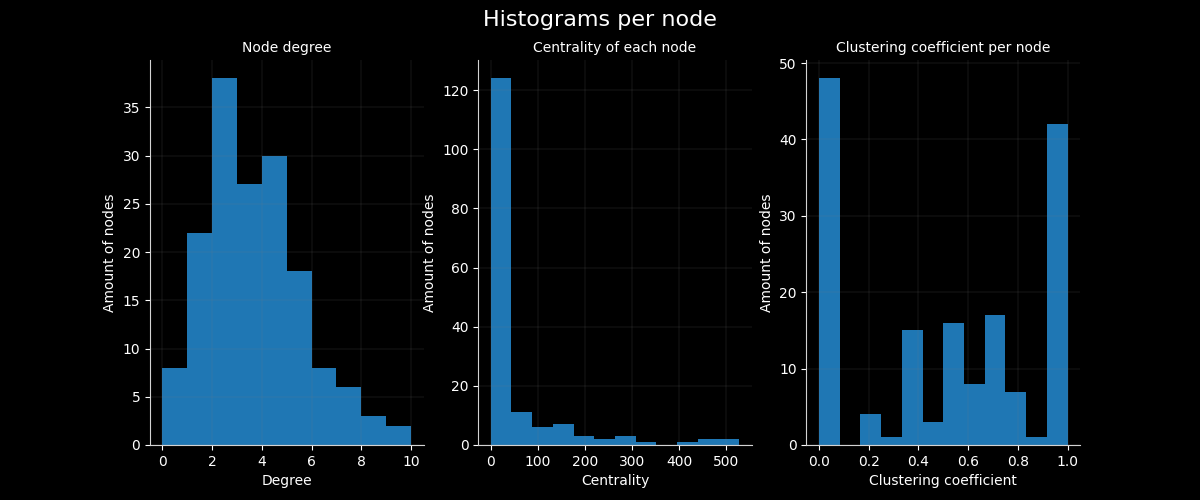 Histograms per node
Node degree
Amount of nodes
35
30
25
20
15
10
5
0
0 2 4 6 8 10
Degree
Centrality of each node
Amount of nodes
120
100
80
60
40
20
0
0 100 200 300 400 500
Centrality
Clustering coefficient per node
Amount of nodes
50
40
30
20
10
0
0.0 0.2 0.4 0.6 0.8 1.0
Clustering coefficient